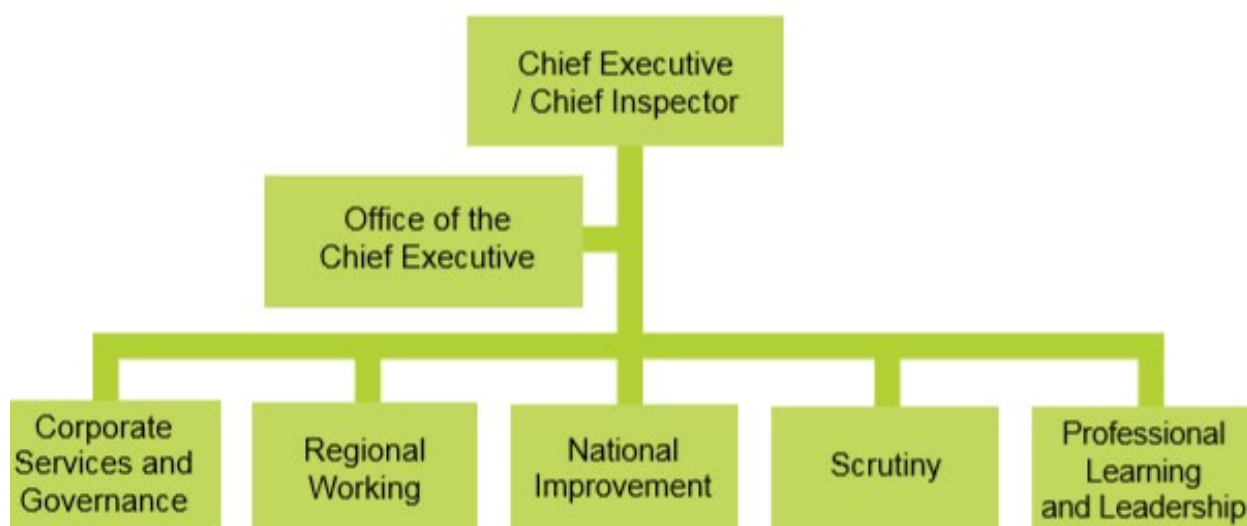 Chief Executive
/ Chief Inspector
Office of the
Chief Executive
Corporate
Services and
Governance
Regional
Working
National
Improvement
Scrutiny
Professional
Learning
and Leadership